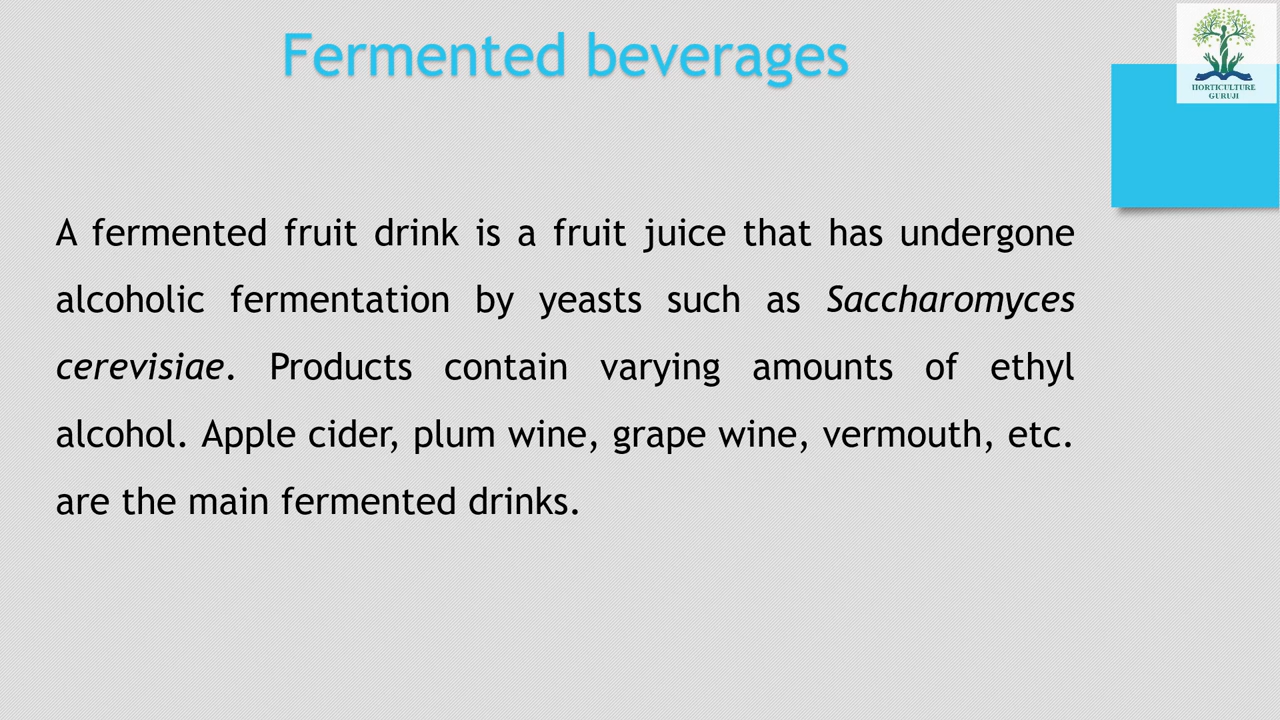 Fermented beverages
HORTICULTURE
GURUJI
A fermented fruit drink is a fruit juice that has undergone
alcoholic fermentation by yeasts such as Saccharomyces
cerevisiae. Products contain varying amounts of ethyl
alcohol. Apple cider, plum wine, grape wine, vermouth, etc.
are the main fermented drinks.